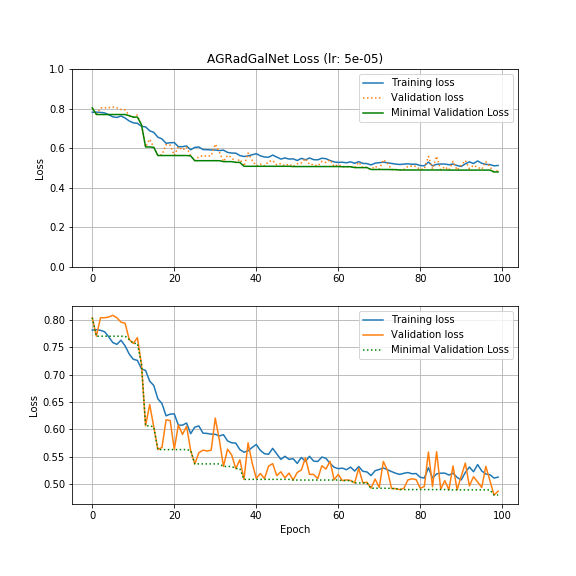 AGRadGalNet Loss (lr: 5e-05)
1.0
0.8
0.6
0.4
0.2
0.0
Loss
Training loss
Validation loss
Minimal Validation Loss
0
20
40
60
80
100
0.80
0.75
0.70
0.65
0.60
0.55
0.50
Loss
Training loss
Validation loss
Minimal Validation Loss
0
20
40
60
80
100
Epoch